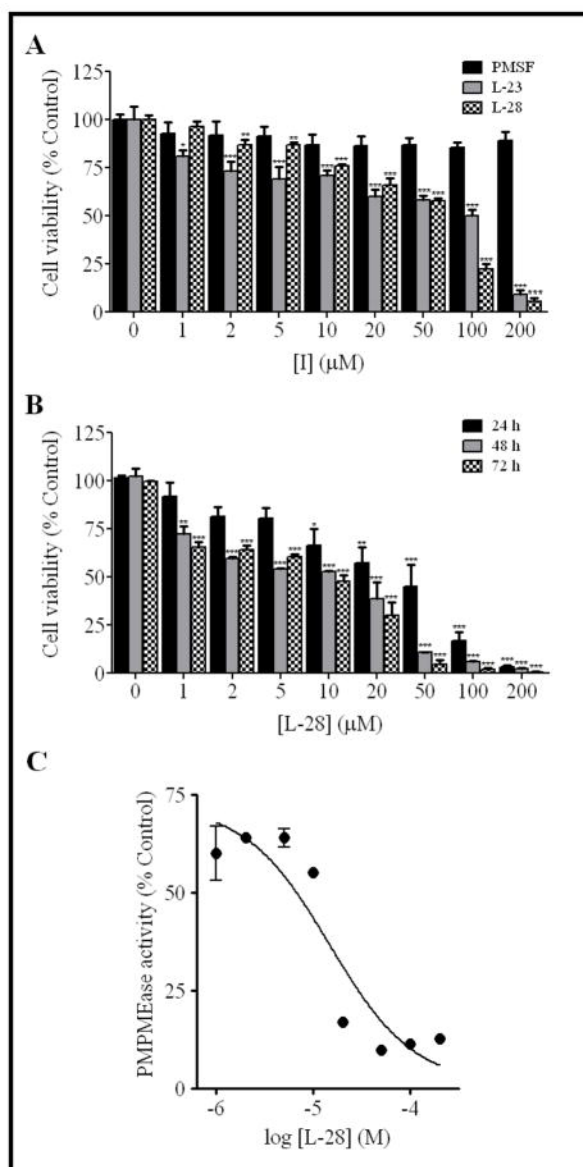 A
Cell viability (% Control)
100
75
50
25
0
PMSF
L-23
L-28
* *** ** *** ** *** *** *** *** *** *** *** *** *** ***
0 1 2 5 10 20 50 100 200
[I] (μM)
B
Cell viability (% Control)
100
75
50
25
0
24 h
48 h
72 h
** *** *** *** *** *** * *** *** ** *** *** *** *** *** *** *** *** *** *** ***
0 1 2 5 10 20 50 100 200
[L-28] (μM)
C
PMPMEase activity (% Control)
75
50
25
0
-6 -5 -4
log [L-28] (M)